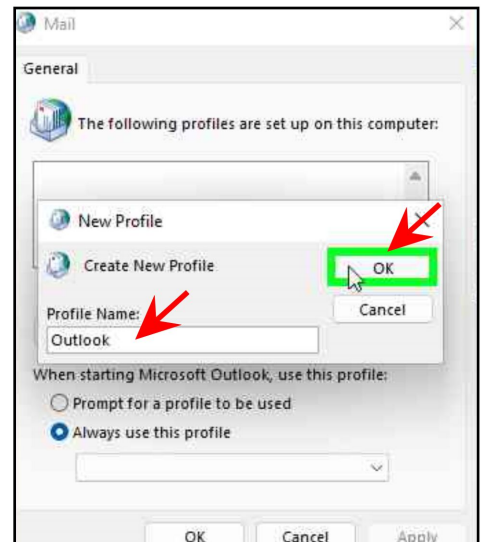 Mail
General
The following profiles are set up on this computer:
New Profile
Create New Profile
OK
Profile Name:
Cancel
Outlook
When starting Microsoft Outlook, use this profile:
Prompt for a profile to be used
Always use this profile
OK Cancel Apply